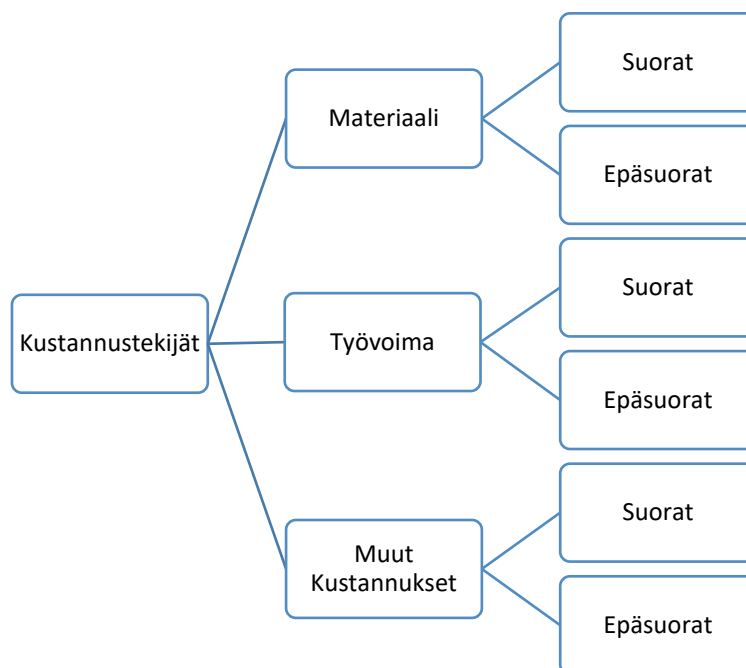 Kustannustekijät
Materiaali
Suorat
Epäsuorat
Työvoima
Suorat
Epäsuorat
Muut
Kustannukset
Suorat
Epäsuorat